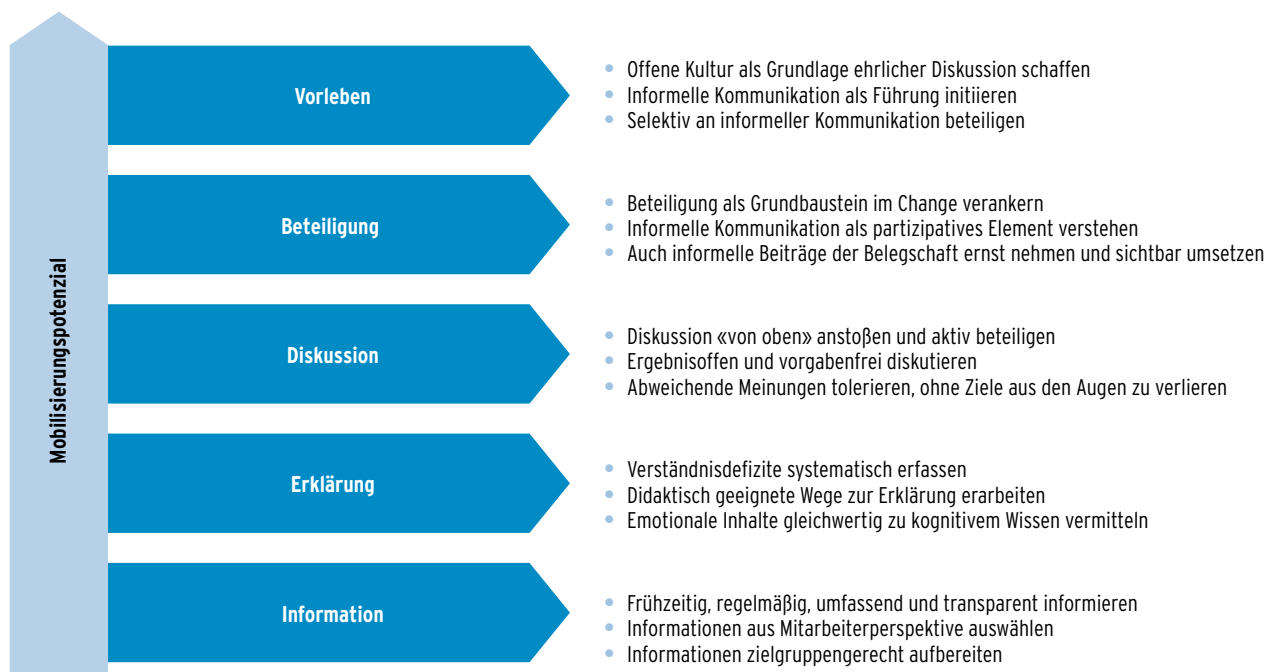 Mobilisierungspotenzial
Vorleben
• Offene Kultur als Grundlage ehrlicher Diskussion schaffen
• Informelle Kommunikation als Führung initiieren
• Selektiv an informeller Kommunikation beteiligen
Beteiligung
• Beteiligung als Grundbaustein im Change verankern
• Informelle Kommunikation als partizipatives Element verstehen
• Auch informelle Beiträge der Belegschaft ernst nehmen und sichtbar umsetzen
Diskussion
• Diskussion «von oben» anstoßen und aktiv beteiligen
• Ergebnisoffen und vorgabenfrei diskutieren
• Abweichende Meinungen tolerieren, ohne Ziele aus den Augen zu verlieren
Erklärung
• Verständnisdefizite systematisch erfassen
• Didaktisch geeignete Wege zur Erklärung erarbeiten
• Emotionale Inhalte gleichwertig zu kognitivem Wissen vermitteln
Information
• Frühzeitig, regelmäßig, umfassend und transparent informieren
• Informationen aus Mitarbeiterperspektive auswählen
• Informationen zielgruppengerecht aufbereiten